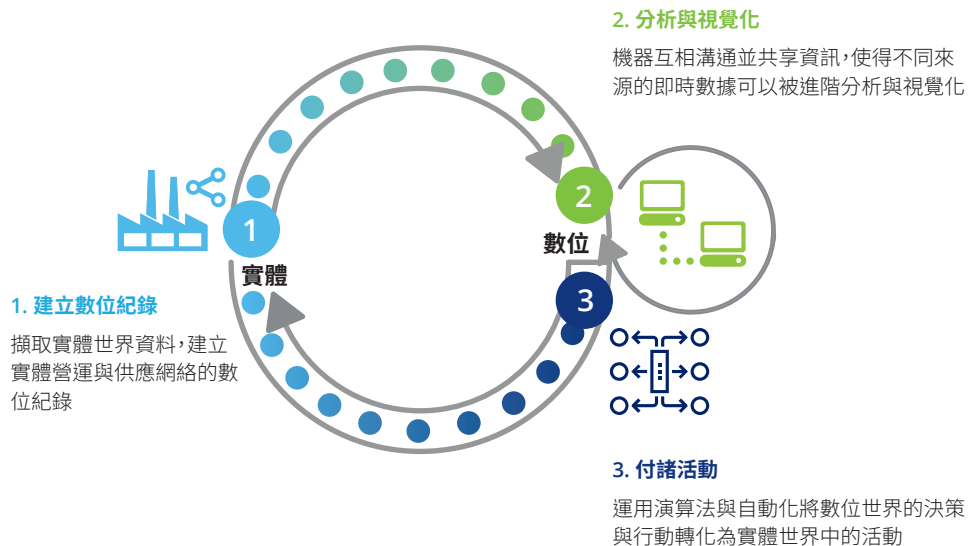 2. 分析與視覺化
機器互相溝通並共享資訊，使得不同來
源的即時數據可以被進階分析與視覺化
1
2
實體
數位
3
1. 建立數位紀錄
擷取實體世界資料，建立
實體營運與供應網絡的數
位紀錄
3. 付諸活動
運用演算法與自動化將數位世界的決策
與行動轉化為實體世界中的活動